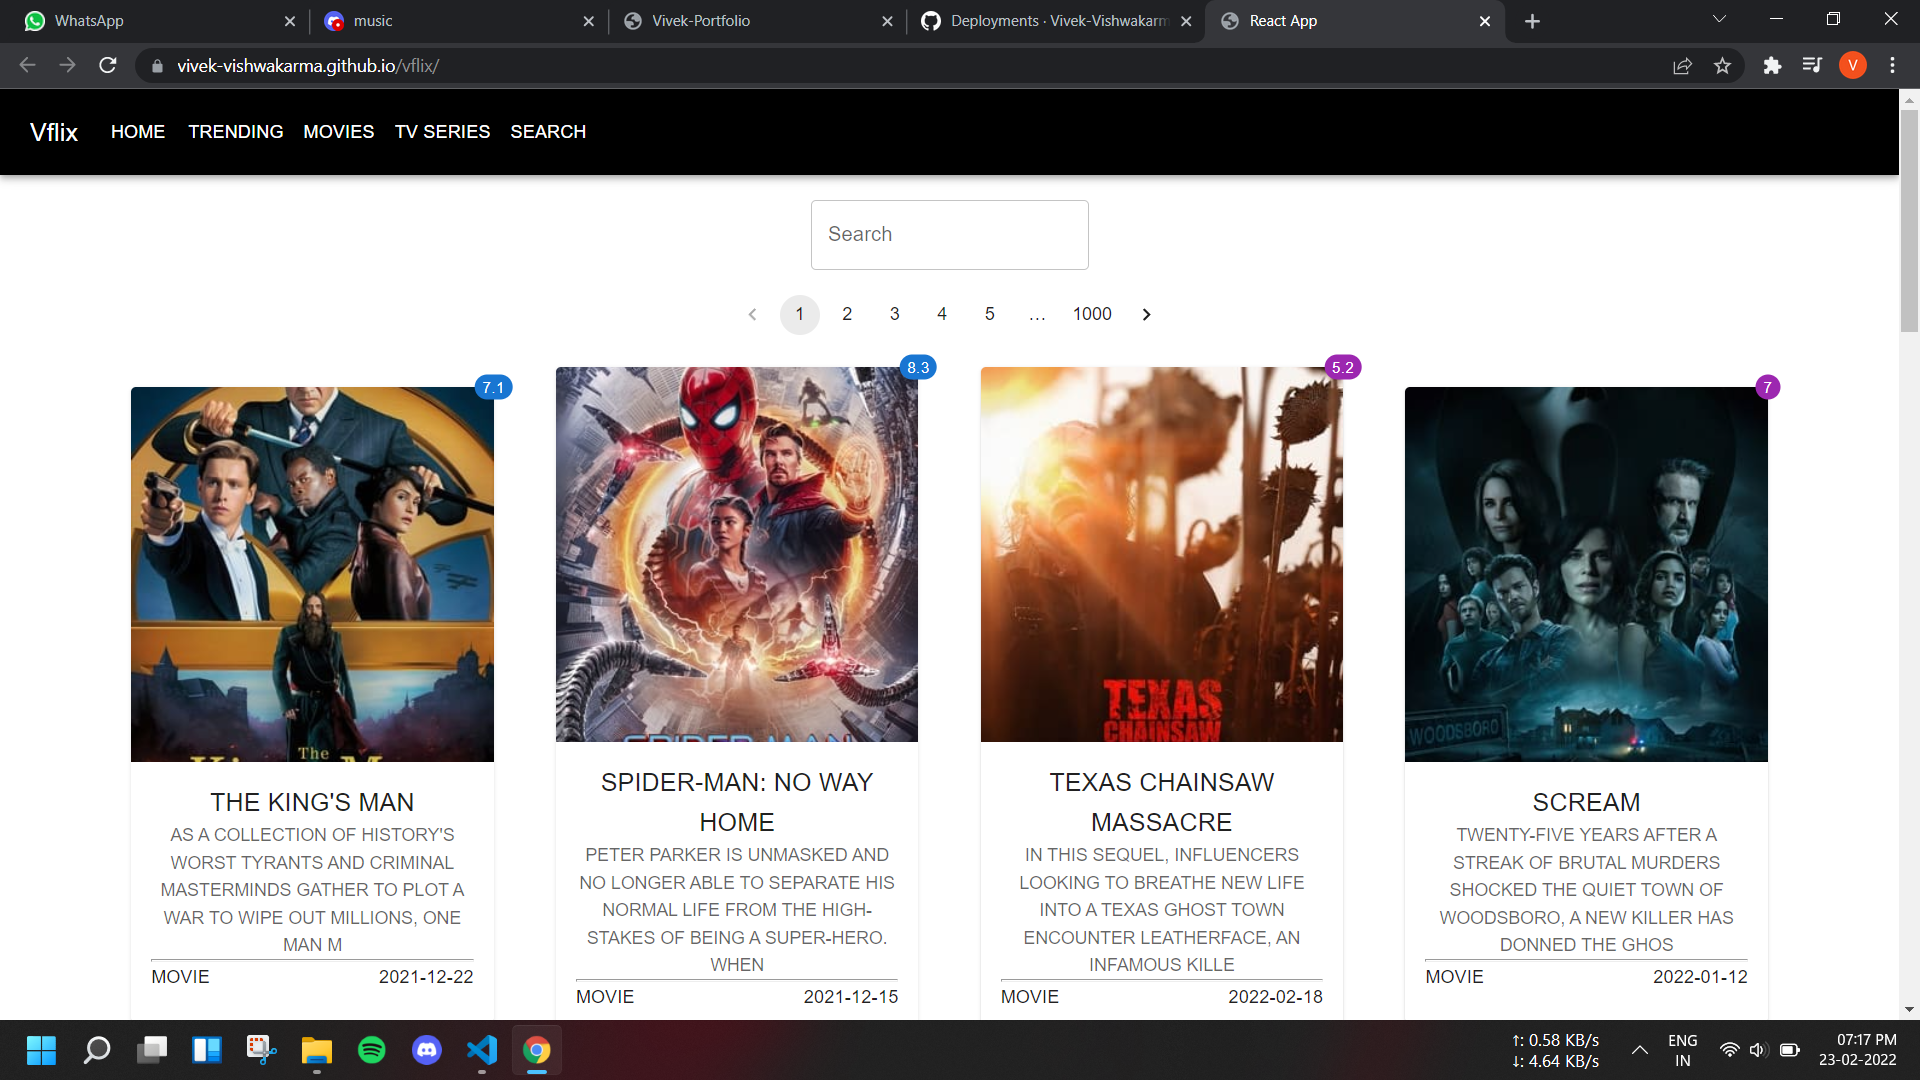 WhatsApp
music
Vivek-Portfolio
Deployments · Vivek-Vishwakarm
React App
vivek-vishwakarma.github.io/vflix/
V
Vflix HOME TRENDING MOVIES TV SERIES SEARCH
Search
1 2 3 4 5 ... 1000
7.1
8.3
5.2
7
The
SPIDER-MAN
TEXAS
CHAINSAW
WOODSBORO
THE KING'S MAN
AS A COLLECTION OF HISTORY'S
WORST TYRANTS AND CRIMINAL
MASTERMINDS GATHER TO PLOT A
WAR TO WIPE OUT MILLIONS, ONE
MAN M
MOVIE 2021-12-22
SPIDER-MAN: NO WAY
HOME
PETER PARKER IS UNMASKED AND
NO LONGER ABLE TO SEPARATE HIS
NORMAL LIFE FROM THE HIGH-
STAKES OF BEING A SUPER-HERO.
WHEN
MOVIE 2021-12-15
TEXAS CHAINSAW
MASSACRE
IN THIS SEQUEL, INFLUENCERS
LOOKING TO BREATHE NEW LIFE
INTO A TEXAS GHOST TOWN
ENCOUNTER LEATHERFACE, AN
INFAMOUS KILLE
MOVIE 2022-02-18
SCREAM
TWENTY-FIVE YEARS AFTER A
STREAK OF BRUTAL MURDERS
SHOCKED THE QUIET TOWN OF
WOODSBORO, A NEW KILLER HAS
DONNED THE GHOS
MOVIE 2022-01-12
↑: 0.58 KB/s
↓: 4.64 KB/s
ENG
IN
07:17 PM
23-02-2022